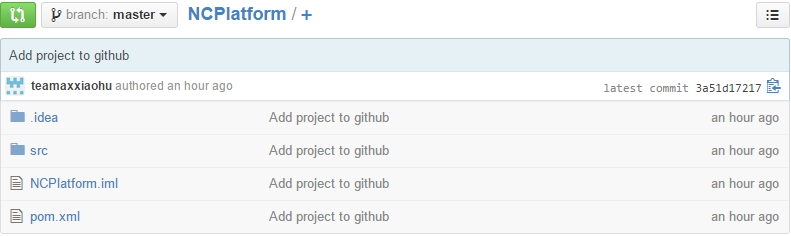 branch: master NCPlatform / +
Add project to github
teamaxxiaohu authored an hour ago latest commit 3a51d17217
.idea Add project to github an hour ago
src Add project to github an hour ago
NCPlatform.iml Add project to github an hour ago
pom.xml Add project to github an hour ago